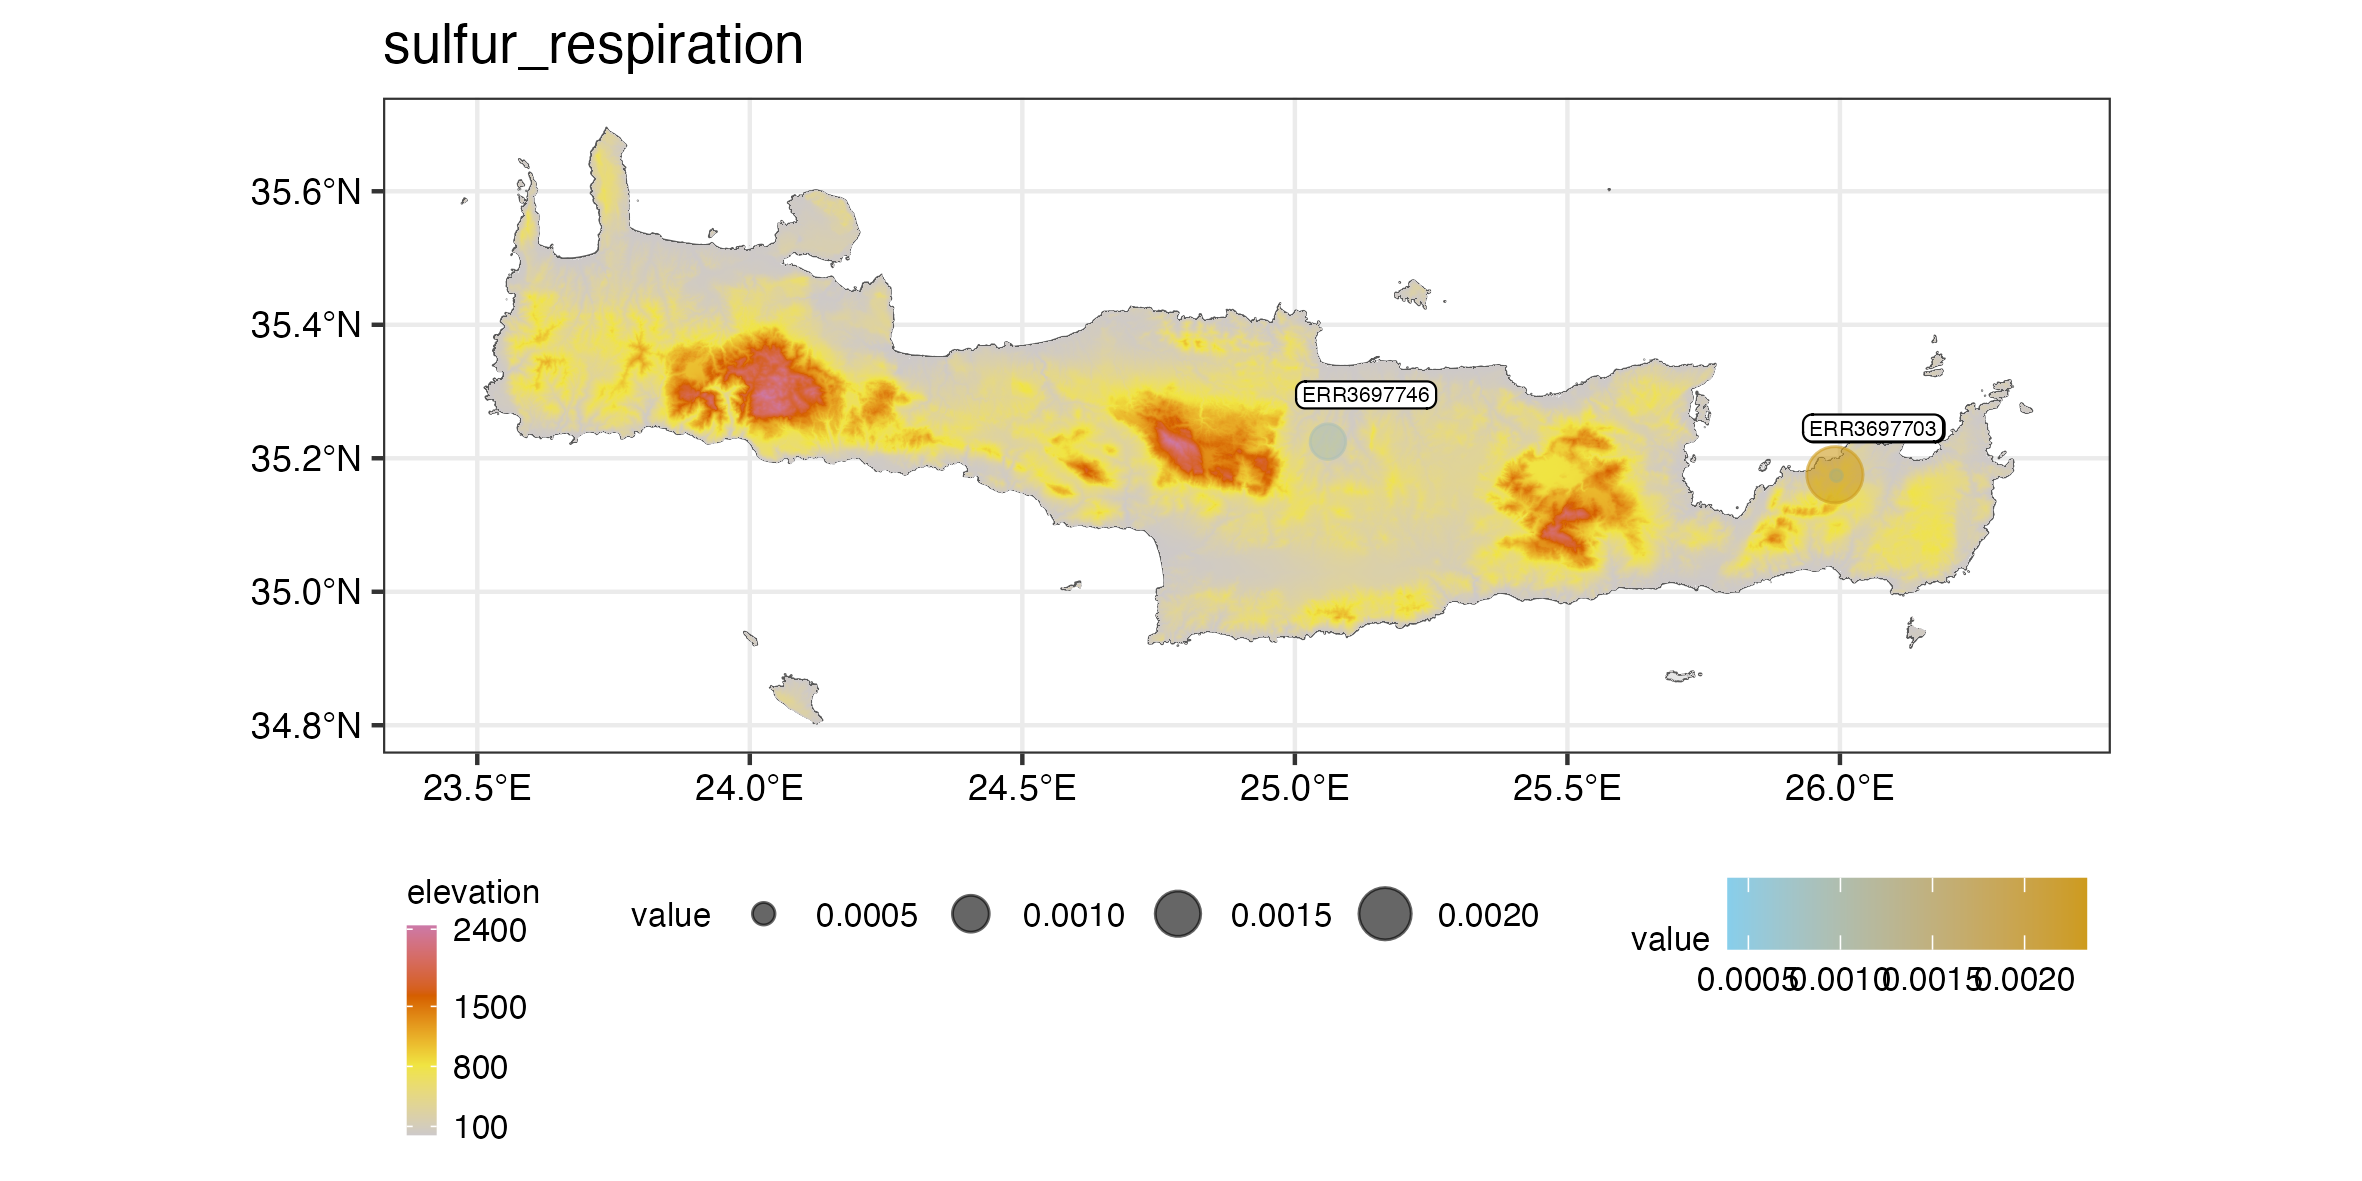 sulfur_respiration
35.6°N
35.4°N
35.2°N
35.0°N
34.8°N
ERR3697746
ERR3697703
23.5°E 24.0°E 24.5°E 25.0°E 25.5°E 26.0°E
elevation
2400
1500
800
100
value 0.0005 0.0010 0.0015 0.0020
value
0.0005 0.0010 0.0015 0.0020